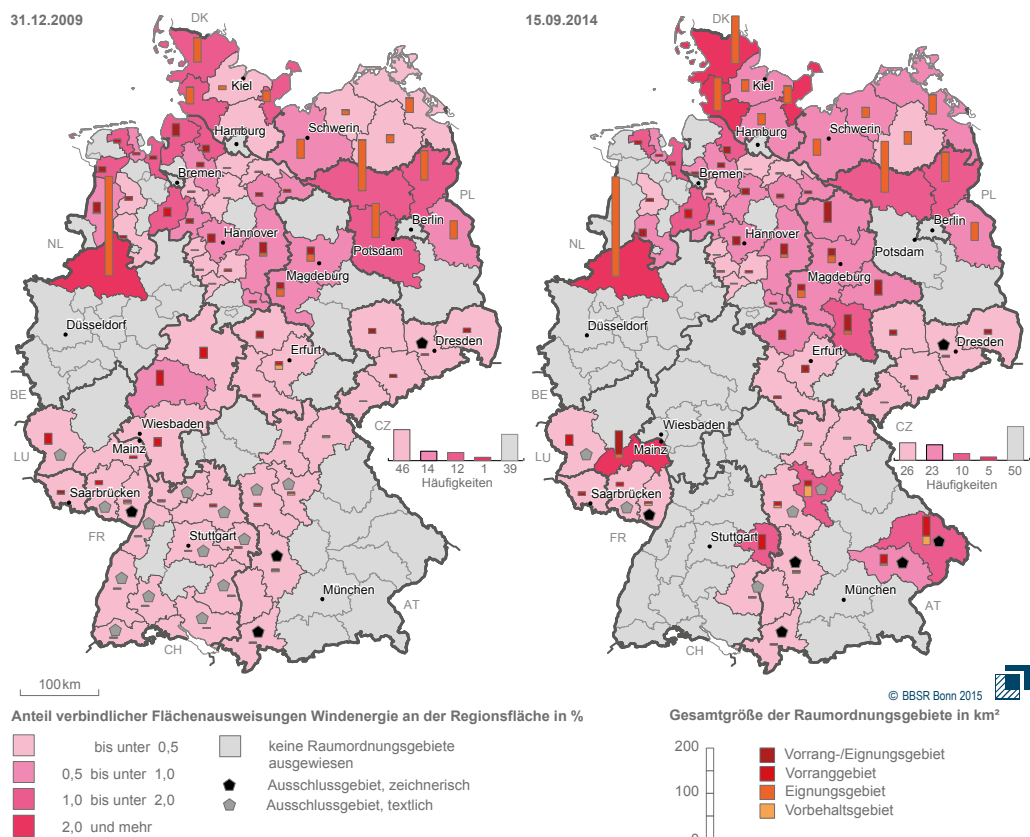 31.12.2009
DK
Kiel
Hamburg
Schwerin
Bremen
PL
Berlin
Hannover
Potsdam
NL
Magdeburg
Düsseldorf
Erfurt
Dresden
BE
Wiesbaden
Mainz
CZ
LU
46 14 12 1 39
Häufigkeiten
Saarbrücken
FR
Stuttgart
München
AT
CH
100 km
15.09.2014
DK
Kiel
Hamburg
Schwerin
Bremen
PL
Berlin
Hannover
Potsdam
NL
Magdeburg
Düsseldorf
Erfurt
Dresden
BE
Wiesbaden
Mainz
CZ
LU
26 23 10 5 50
Häufigkeiten
Saarbrücken
FR
Stuttgart
München
AT
CH
© BBSR Bonn 2015
Anteil verbindlicher Flächenausweisungen Windenergie an der Regionsfläche in %
bis unter 0,5
0,5 bis unter 1,0
1,0 bis unter 2,0
2,0 und mehr
keine Raumordnungsgebiete
ausgewiesen
Ausschlussgebiet, zeichnerisch
Ausschlussgebiet, textlich
Gesamtgröße der Raumordnungsgebiete in km²
200
100
0
Vorrang-/Eignungsgebiet
Vorranggebiet
Eignungsgebiet
Vorbehaltsgebiet